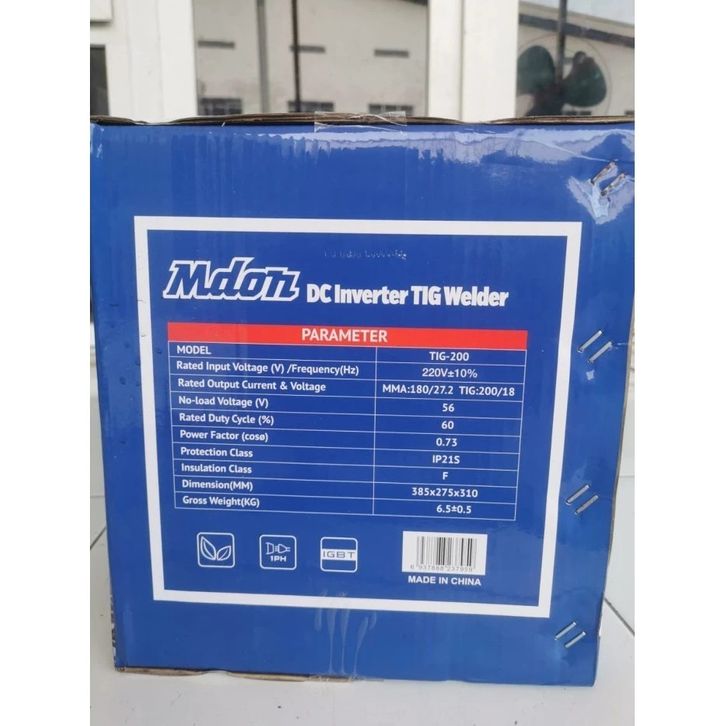 Mdon DC Inverter TIG Welder
PARAMETER
MODEL TIG-200
Rated Input Voltage (V) /Frequency(Hz) 220V±10%
Rated Output Current & Voltage MMA:180/27.2 TIG:200/18
No-load Voltage (V) 56
Rated Duty Cycle (%) 60
Power Factor (cosø) 0.73
Protection Class IP21S
Insulation Class F
Dimension(MM) 385x275x310
Gross Weight(KG) 6.5±0.5
1PH
IGBT
MADE IN CHINA